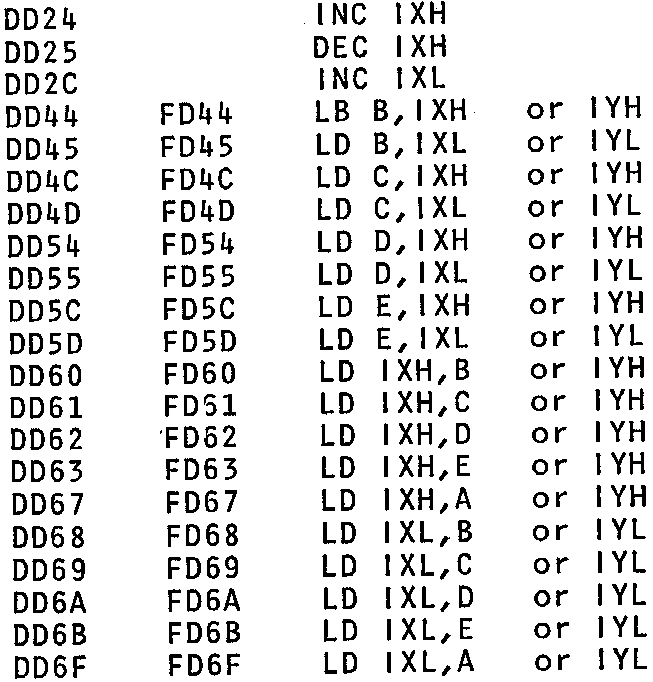 DD24 INC IXH
DD25 DEC IXH
DD2C INC IXL
DD44 FD44 LB B,IXH or IYH
DD45 FD45 LD B,IXL or IYL
DD4C FD4C LD C,IXH or IYH
DD4D FD4D LD C,IXL or IYL
DD54 FD54 LD D,IXH or IYH
DD55 FD55 LD D,IXL or IYL
DD5C FD5C LD E,IXH or IYH
DD5D FD5D LD E,IXL or IYL
DD60 FD60 LD IXH,B or IYH
DD61 FD51 LD IXH,C or IYH
DD62 FD62 LD IXH,D or IYH
DD63 FD63 LD IXH,E or IYH
DD67 FD67 LD IXH,A or IYH
DD68 FD68 LD IXL,B or IYL
DD69 FD69 LD IXL,C or IYL
DD6A FD6A LD IXL,D or IYL
DD6B FD6B LD IXL,E or IYL
DD6F FD6F LD IXL,A or IYL